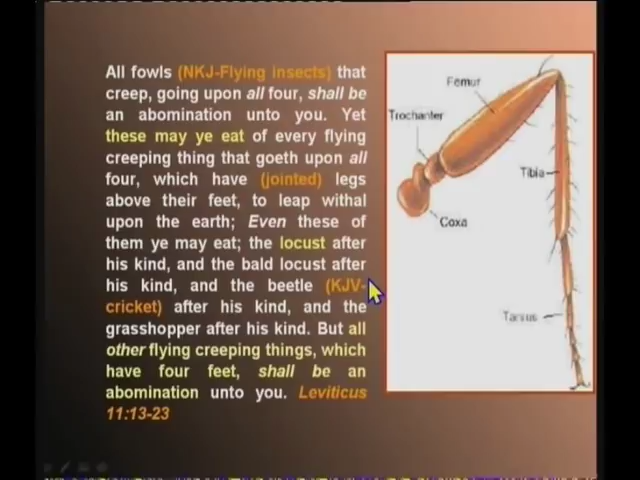 All fowls (NKJ-Flying insects) that
creep, going upon all four, shall be
an abomination unto you. Yet
these may ye eat of every flying
creeping thing that goeth upon all
four, which have (jointed) legs
above their feet, to leap withal
upon the earth; Even these of
them ye may eat; the locust after
his kind, and the bald locust after
his kind, and the beetle (KJV-
cricket) after his kind, and the
grasshopper after his kind. But all
other flying creeping things, which
have four feet, shall be an
abomination unto you. Leviticus
11:13-23
Femur
Trochanter
Tibia
Coxa
Tarsus